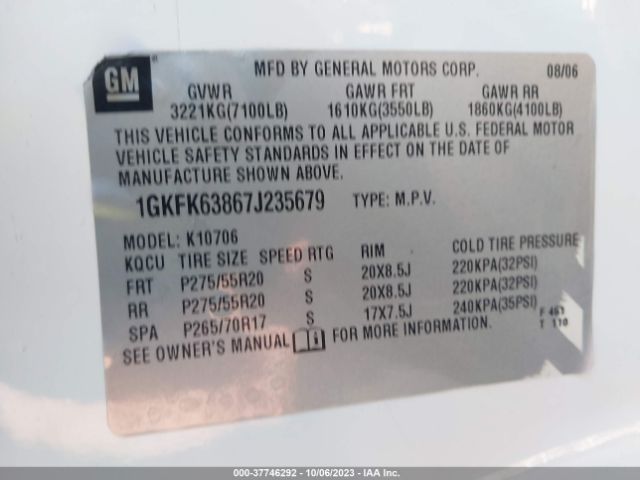 GM
MFD BY GENERAL MOTORS CORP. 08/06
GVWR GAWR FRT GAWR RR
3221KG(7100LB) 1610KG(3550LB) 1860KG(4100LB)
THIS VEHICLE CONFORMS TO ALL APPLICABLE U.S. FEDERAL MOTOR
VEHICLE SAFETY STANDARDS IN EFFECT ON THE DATE OF
MANUFACTURE SHOWN ABOVE.
1GKFK63867J235679 TYPE: M.P.V.
MODEL: K10706
KQCU TIRE SIZE SPEED RTG RIM COLD TIRE PRESSURE
FRT P275/55R20 S 20X8.5J 220KPA(32PSI)
RR P275/55R20 S 20X8.5J 220KPA(32PSI)
SPA P265/70R17 S 17X7.5J 240KPA(35PSI)
SEE OWNER'S MANUAL FOR MORE INFORMATION.
F 461
T 110
000-37746292 - 10/06/2023 - IAA Inc.